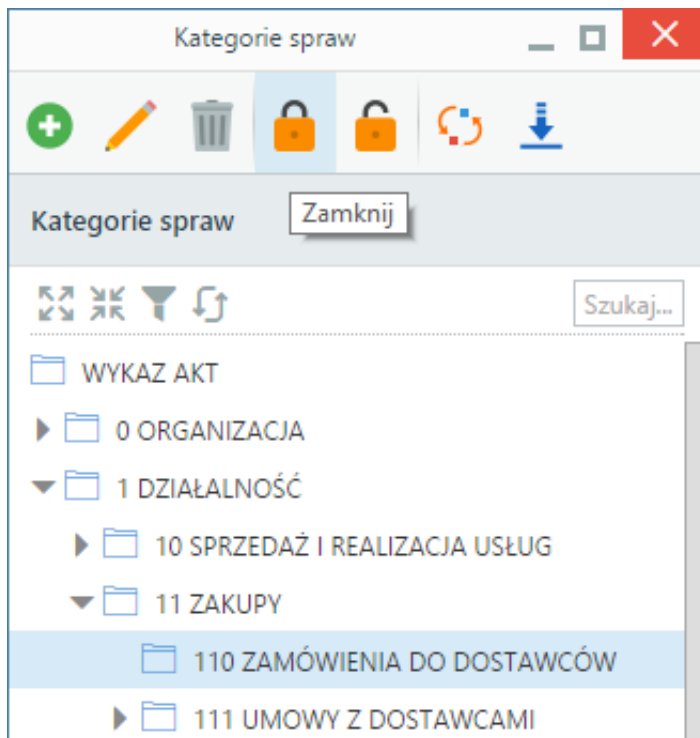 Kategorie spraw
Kategorie spraw
Zamknij
Szukaj...
WYKAZ AKT
0 ORGANIZACJA
1 DZIAŁALNOŚĆ
10 SPRZEDAŻ I REALIZACJA USŁUG
11 ZAKUPY
110 ZAMÓWIENIA DO DOSTAWCÓW
111 UMOWY Z DOSTAWCAMI